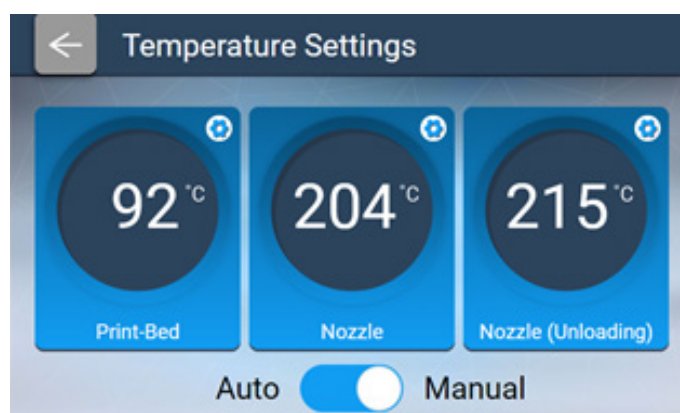 Temperature Settings
92 °C
204 °C
215 °C
Print-Bed
Nozzle
Nozzle (Unloading)
Auto
Manual